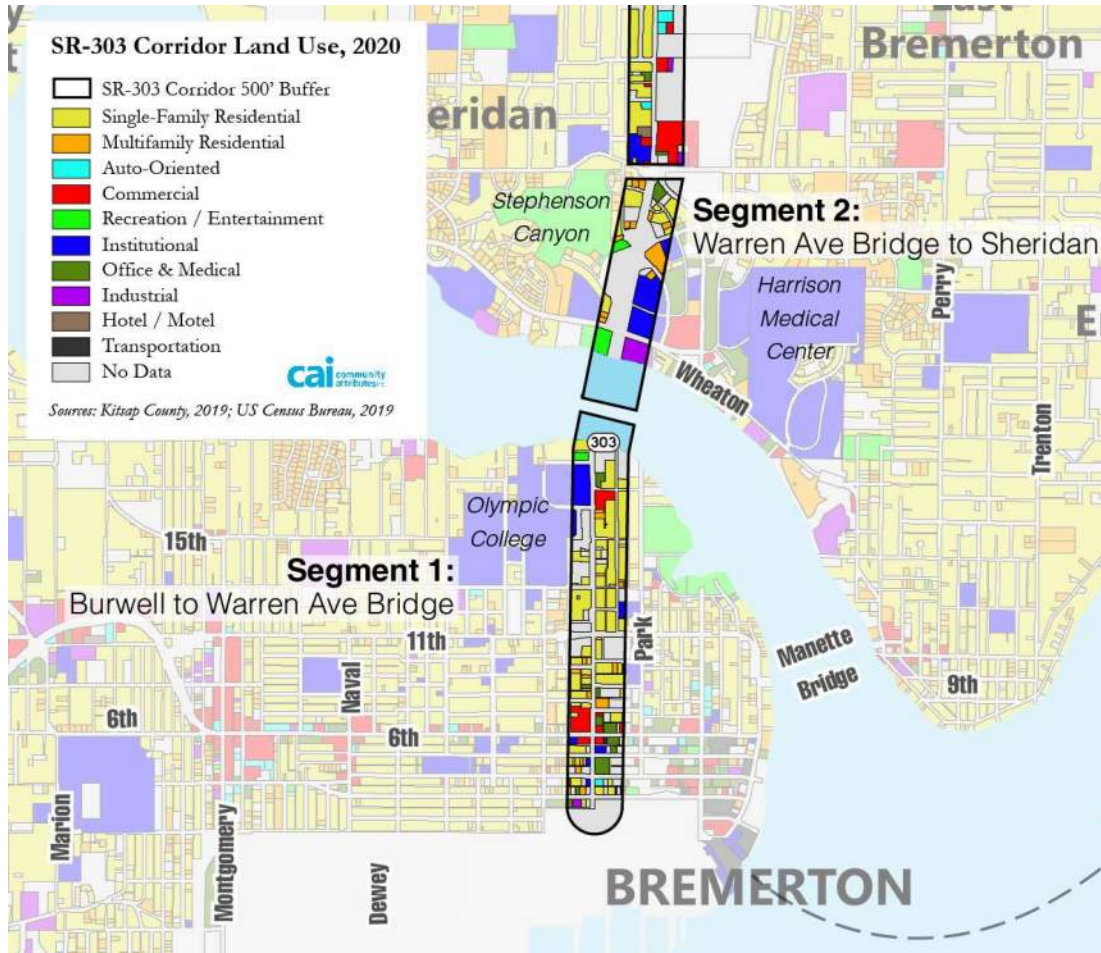 SR-303 Corridor Land Use, 2020
SR-303 Corridor 500' Buffer
Single-Family Residential
Multifamily Residential
Auto-Oriented
Commercial
Recreation / Entertainment
Institutional
Office & Medical
Industrial
Hotel / Motel
Transportation
No Data
cai community
attributes inc
Sources: Kitsap County, 2019; US Census Bureau, 2019
Bremerton
eridan
Stephenson
Canyon
Segment 2:
Warren Ave Bridge to Sheridan
Harrison
Medical
Center
Perry
Wheaton
Trenton
303
Olympic
College
15th
Segment 1:
Burwell to Warren Ave Bridge
11th
Park
Naval
Manette
Bridge
9th
6th
6th
Marion
Montgomery
Dewey
BREMERTON